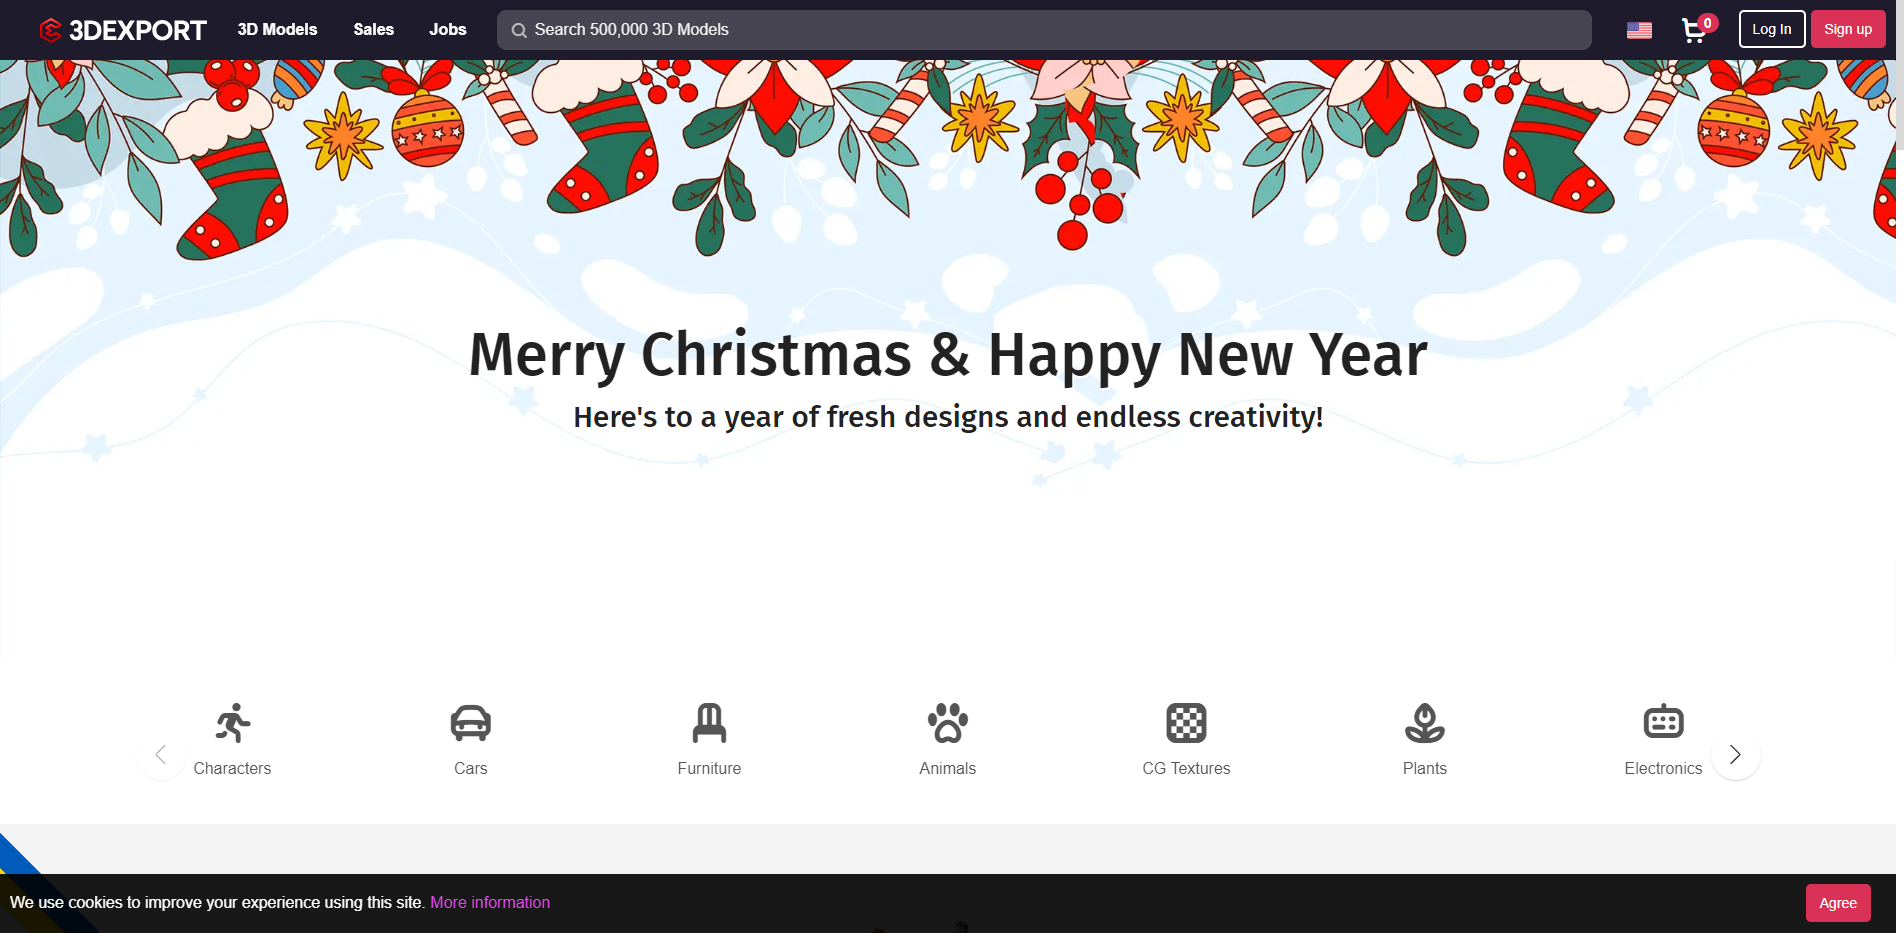 3DEXPORT 3D Models Sales Jobs Search 500,000 3D Models 0 Log In Sign up
Merry Christmas & Happy New Year
Here's to a year of fresh designs and endless creativity!
Characters Cars Furniture Animals CG Textures Plants Electronics
We use cookies to improve your experience using this site. More information Agree